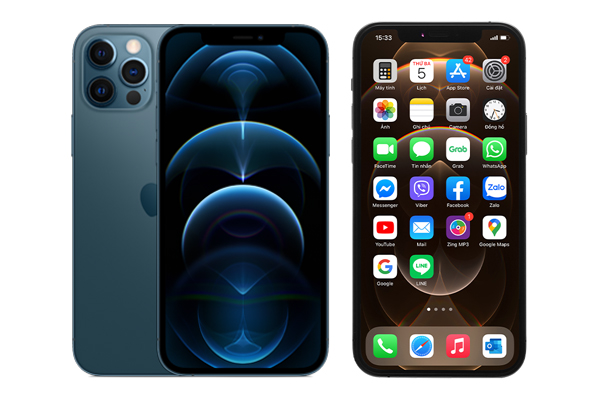 15:33
THỨ BA 42 2
5
Máy tính Lịch App Store Cài đặt
Ảnh Ghi chú Camera Đồng hồ
Grab
FaceTime Tin nhắn Grab WhatsApp
Zalo
Messenger Viber Facebook Zalo
1
YouTube Mail Zing MP3 Google Maps
LINE
Google LINE